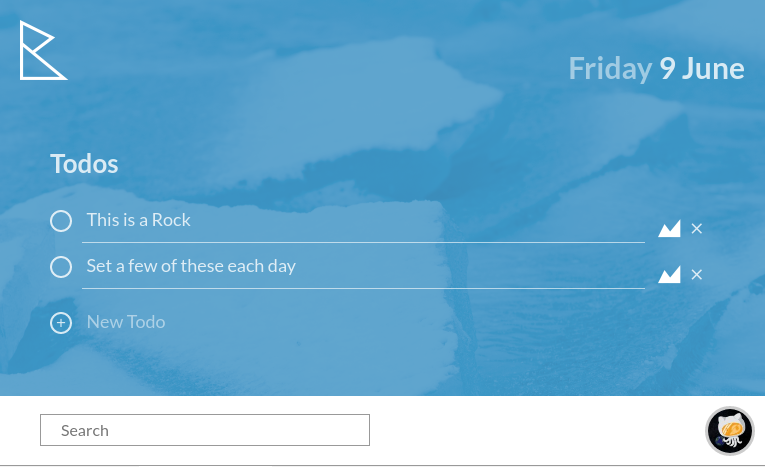 Friday 9 June
Todos
This is a Rock
Set a few of these each day
New Todo
Search